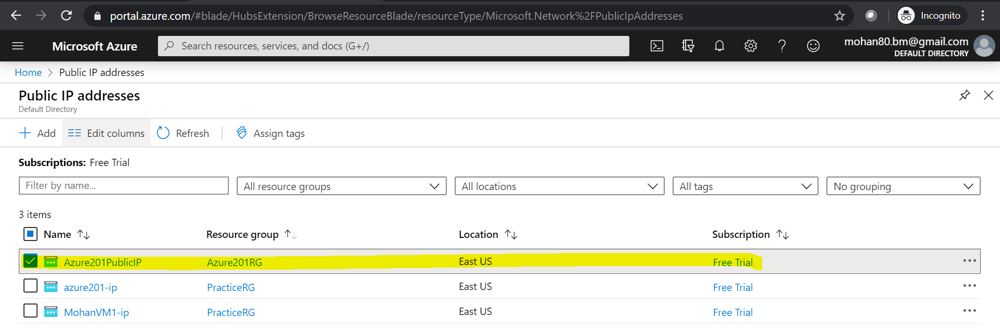 portal.azure.com/#blade/HubsExtension/BrowseResourceBlade/resourceType/Microsoft.Network%2FPublicIpAddresses Incognito
Microsoft Azure Search resources, services, and docs (G+/) mohan80.bm@gmail.com
DEFAULT DIRECTORY
Home > Public IP addresses
Public IP addresses
Default Directory
Add Edit columns Refresh Assign tags
Subscriptions: Free Trial
Filter by name... All resource groups All locations All tags No grouping
3 items
Name Resource group Location Subscription
Azure201PublicIP Azure201RG East US Free Trial
azure201-ip PracticeRG East US Free Trial
MohanVM1-ip PracticeRG East US Free Trial